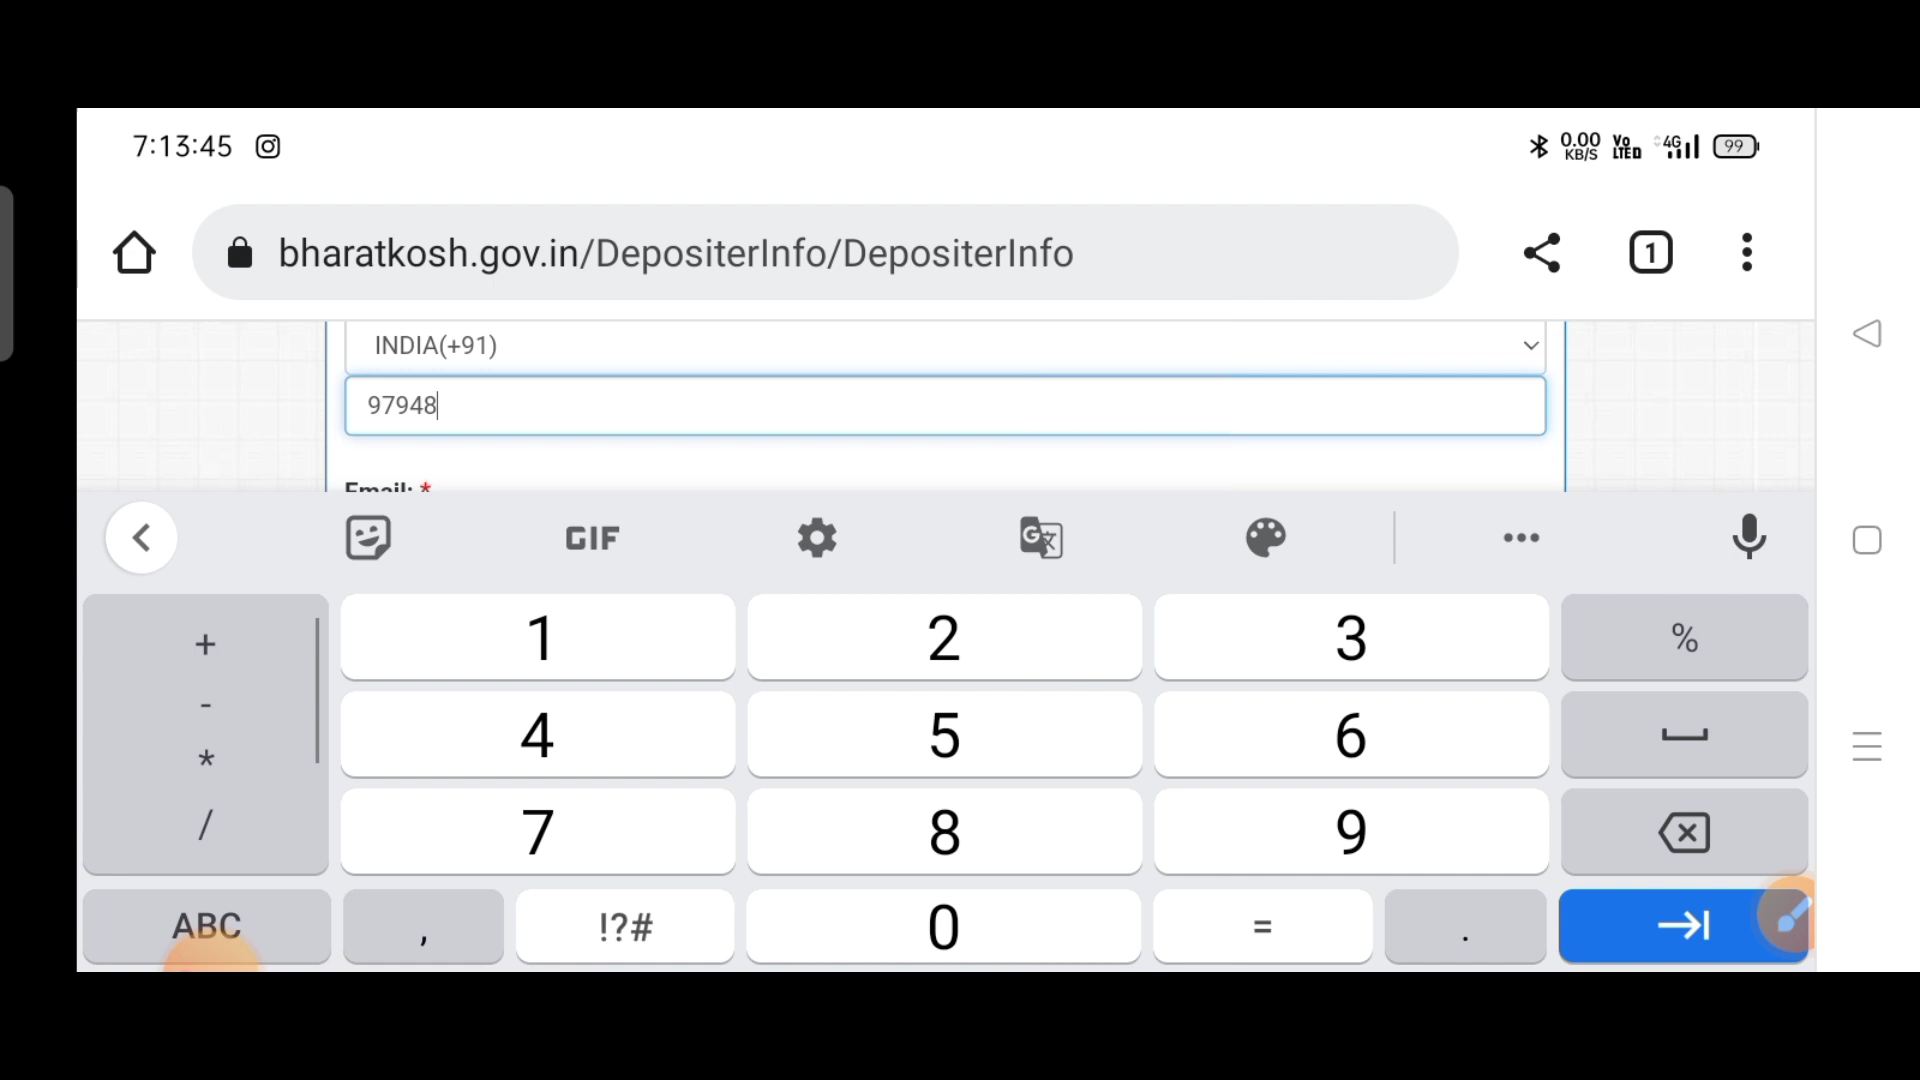 7:13:45
0.00 KB/S Vo LTE 4G 99
bharatkosh.gov.in/DepositerInfo/DepositerInfo
1
INDIA(+91)
97948
Email: *
GIF
G 文
+ 1 2 3 %
-
4 5 6
*
/ 7 8 9
ABC , !?# 0 = .